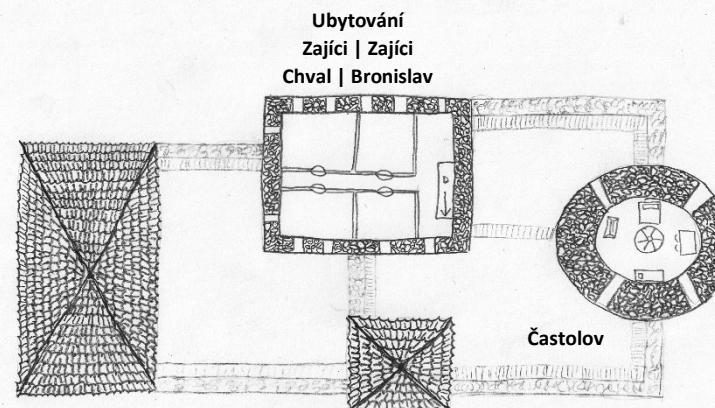 Ubytování
Zajíci | Zajíci
Chval | Bronislav
D
Častolov